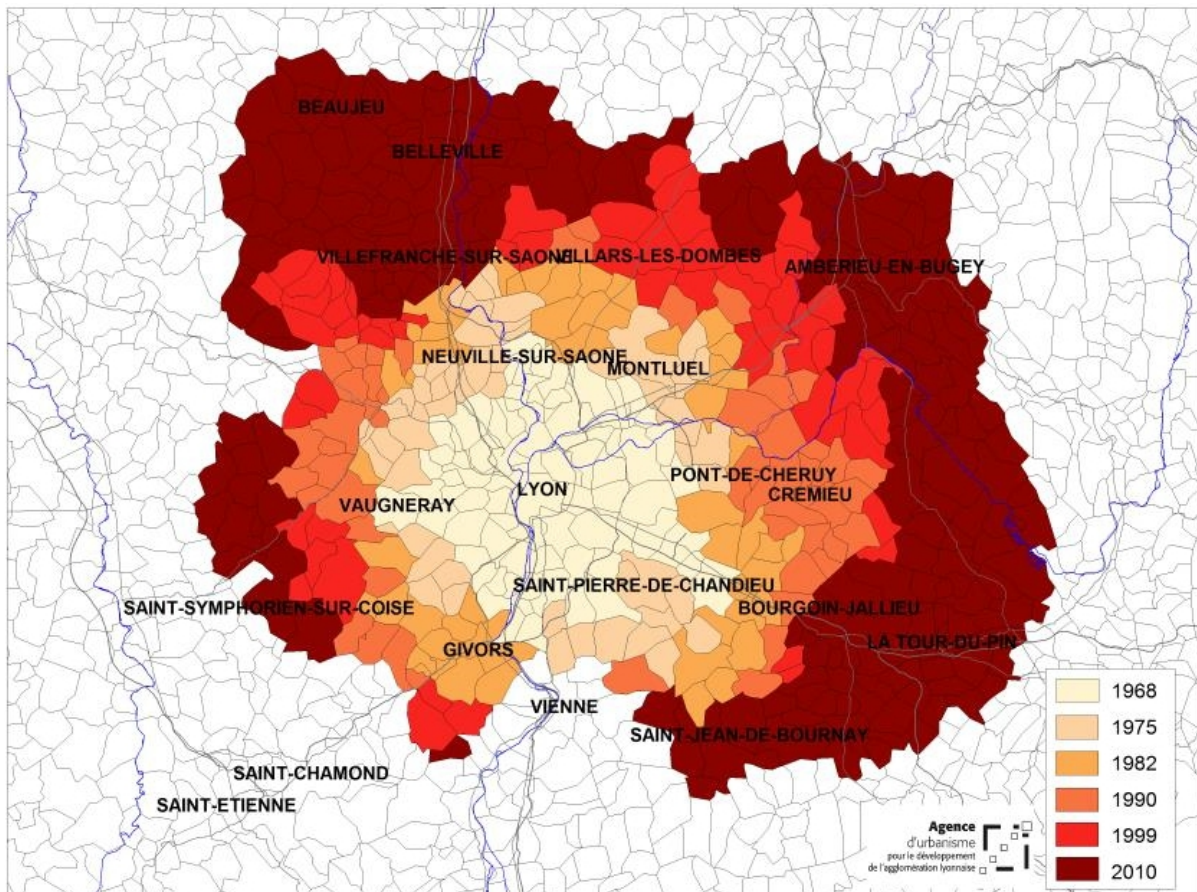 BEAUJEU
BELLEVILLE
VILLEFRANCHE-SUR-SAONE
VILLARS-LES-DOMBES
AMBERIEU-EN-BUGEY
NEUVILLE-SUR-SAONE
MONTLUEL
PONT-DE-CHERUY
LYON
CREMIEU
VAUGNERAY
SAINT-PIERRE-DE-CHANDIEU
SAINT-SYMPHORIEN-SUR-COISE
BOURGOIN-JALLIEU
LA TOUR-DU-PIN
GIVORS
VIENNE
SAINT-JEAN-DE-BOURNAY
SAINT-CHAMOND
SAINT-ETIENNE
1968
1975
1982
1990
1999
2010
Agence
d'urbanisme
pour le développement
de l'agglomération lyonnaise